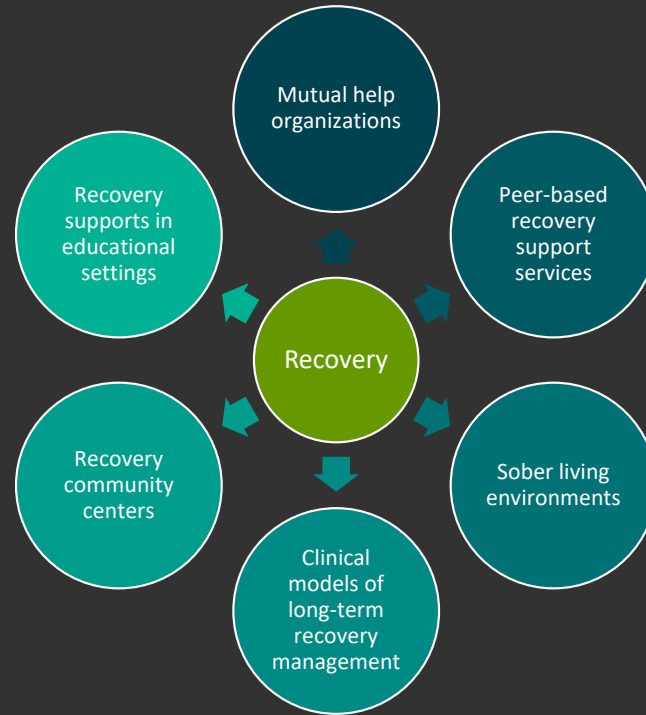 Mutual help
organizations
Peer-based
recovery
support
services
Sober living
environments
Clinical
models of
long-term
recovery
management
Recovery
community
centers
Recovery
supports in
educational
settings
Recovery